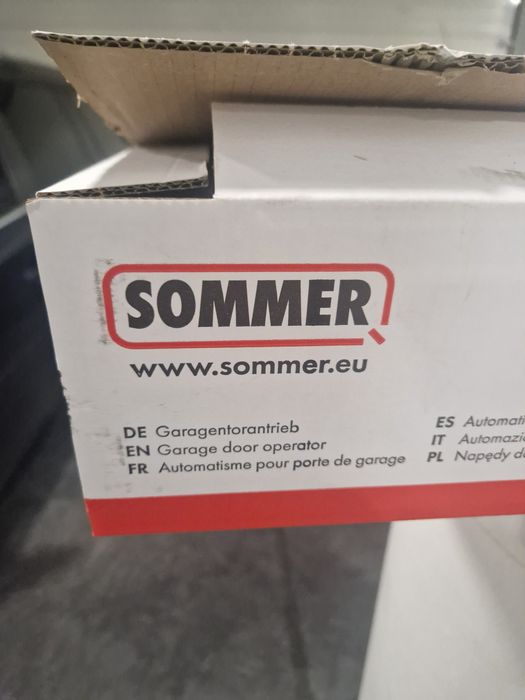 SOMMER
www.sommer.eu
DE Garagentorantrieb
EN Garage door operator
FR Automatisme pour porte de garage
ES
IT
PL Napędy